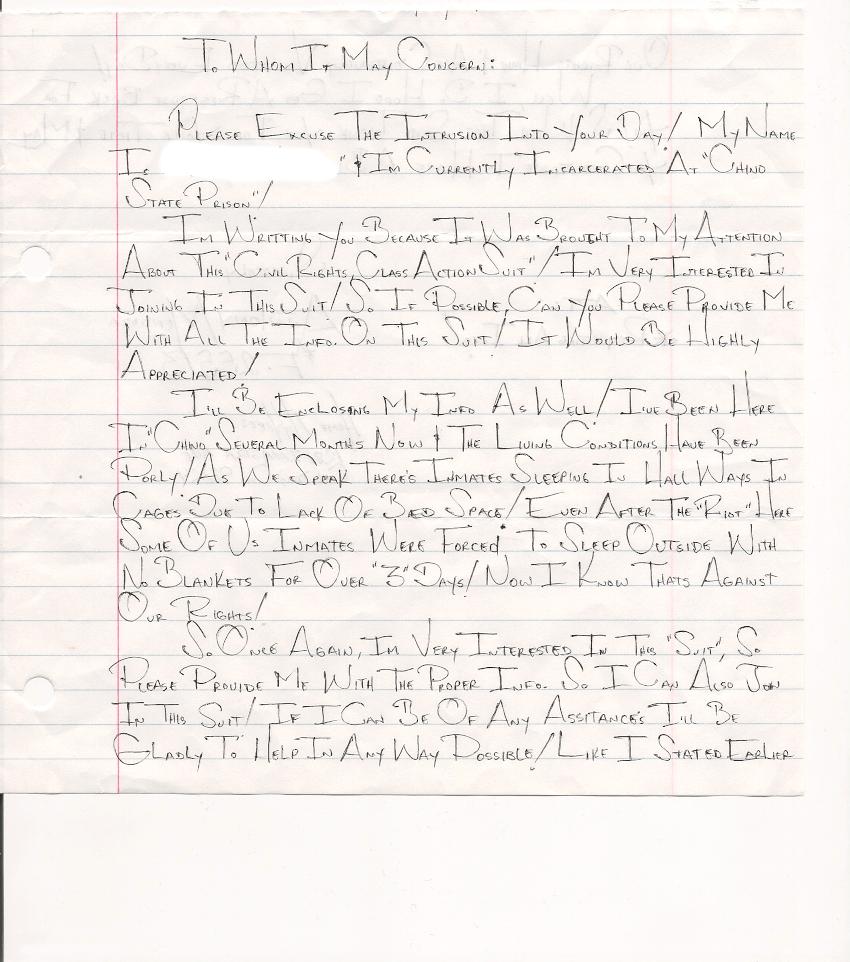 To Whom It May Concern:
Please Excuse The Intrusion Into Your Day/ My Name
Is " & Im Currently Incarcerated At "Chino
State Prison"/
Im Writting You Because It Was Brought To My Attention
About This "Civil Rights, Class Action Suit"/ Im Very Interested In
Joining In This Suit/ So If Possible, Can You Please Provide Me
With All The Info. On This Suit/ It Would Be Highly
Appreciated/
I'll Be Enclosing My Info As Well/ I've Been Here
In "Chino" Several Months Now & The Living Conditions Have Been
Porly/ As We Speak There's Inmates Sleeping In Hall Ways In
Cages Due To Lack Of Bed Space/ Even After The "Riot" Here
Some Of Us Inmates Were Forced To Sleep Outside With
No Blankets For Over "3" Days/ Now I Know Thats Against
Our Rights/
So Once Again, Im Very Interested In This "Suit", So
Please Provide Me With The Proper Info. So I Can Also Join
In This Suit/ If I Can Be Of Any Assitance's I'll Be
Gladly To Help In Any Way Possible/ Like I Stated Earlier